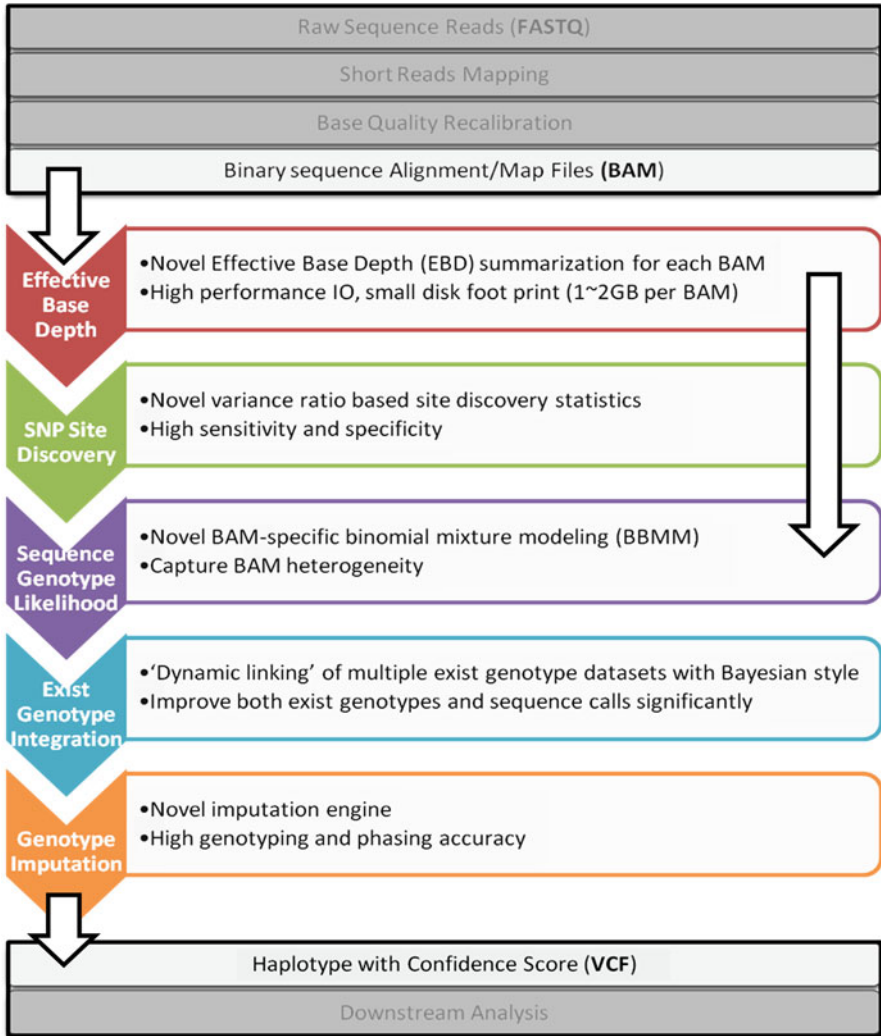 Raw Sequence Reads (FASTQ)
Short Reads Mapping
Base Quality Recalibration
Binary sequence Alignment/Map Files (BAM)
Effective
Base
Depth
•Novel Effective Base Depth (EBD) summarization for each BAM
•High performance IO, small disk foot print (1~2GB per BAM)
SNP Site
Discovery
•Novel variance ratio based site discovery statistics
•High sensitivity and specificity
Sequence
Genotype
Likelihood
•Novel BAM-specific binomial mixture modeling (BBMM)
•Capture BAM heterogeneity
Exist
Genotype
Integration
•‘Dynamic linking’ of multiple exist genotype datasets with Bayesian style
•Improve both exist genotypes and sequence calls significantly
Genotype
Imputation
•Novel imputation engine
•High genotyping and phasing accuracy
Haplotype with Confidence Score (VCF)
Downstream Analysis